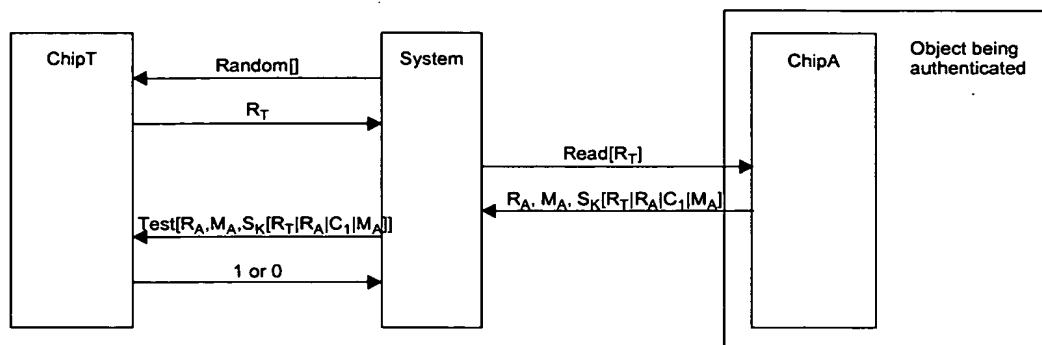 ChipT
System
ChipA
Object being
authenticated
Random[]
R_T
Read[R_T]
R_A, M_A, S_K[R_T|R_A|C_1|M_A]
Test[R_A,M_A,S_K[R_T|R_A|C_1|M_A]]
1 or 0